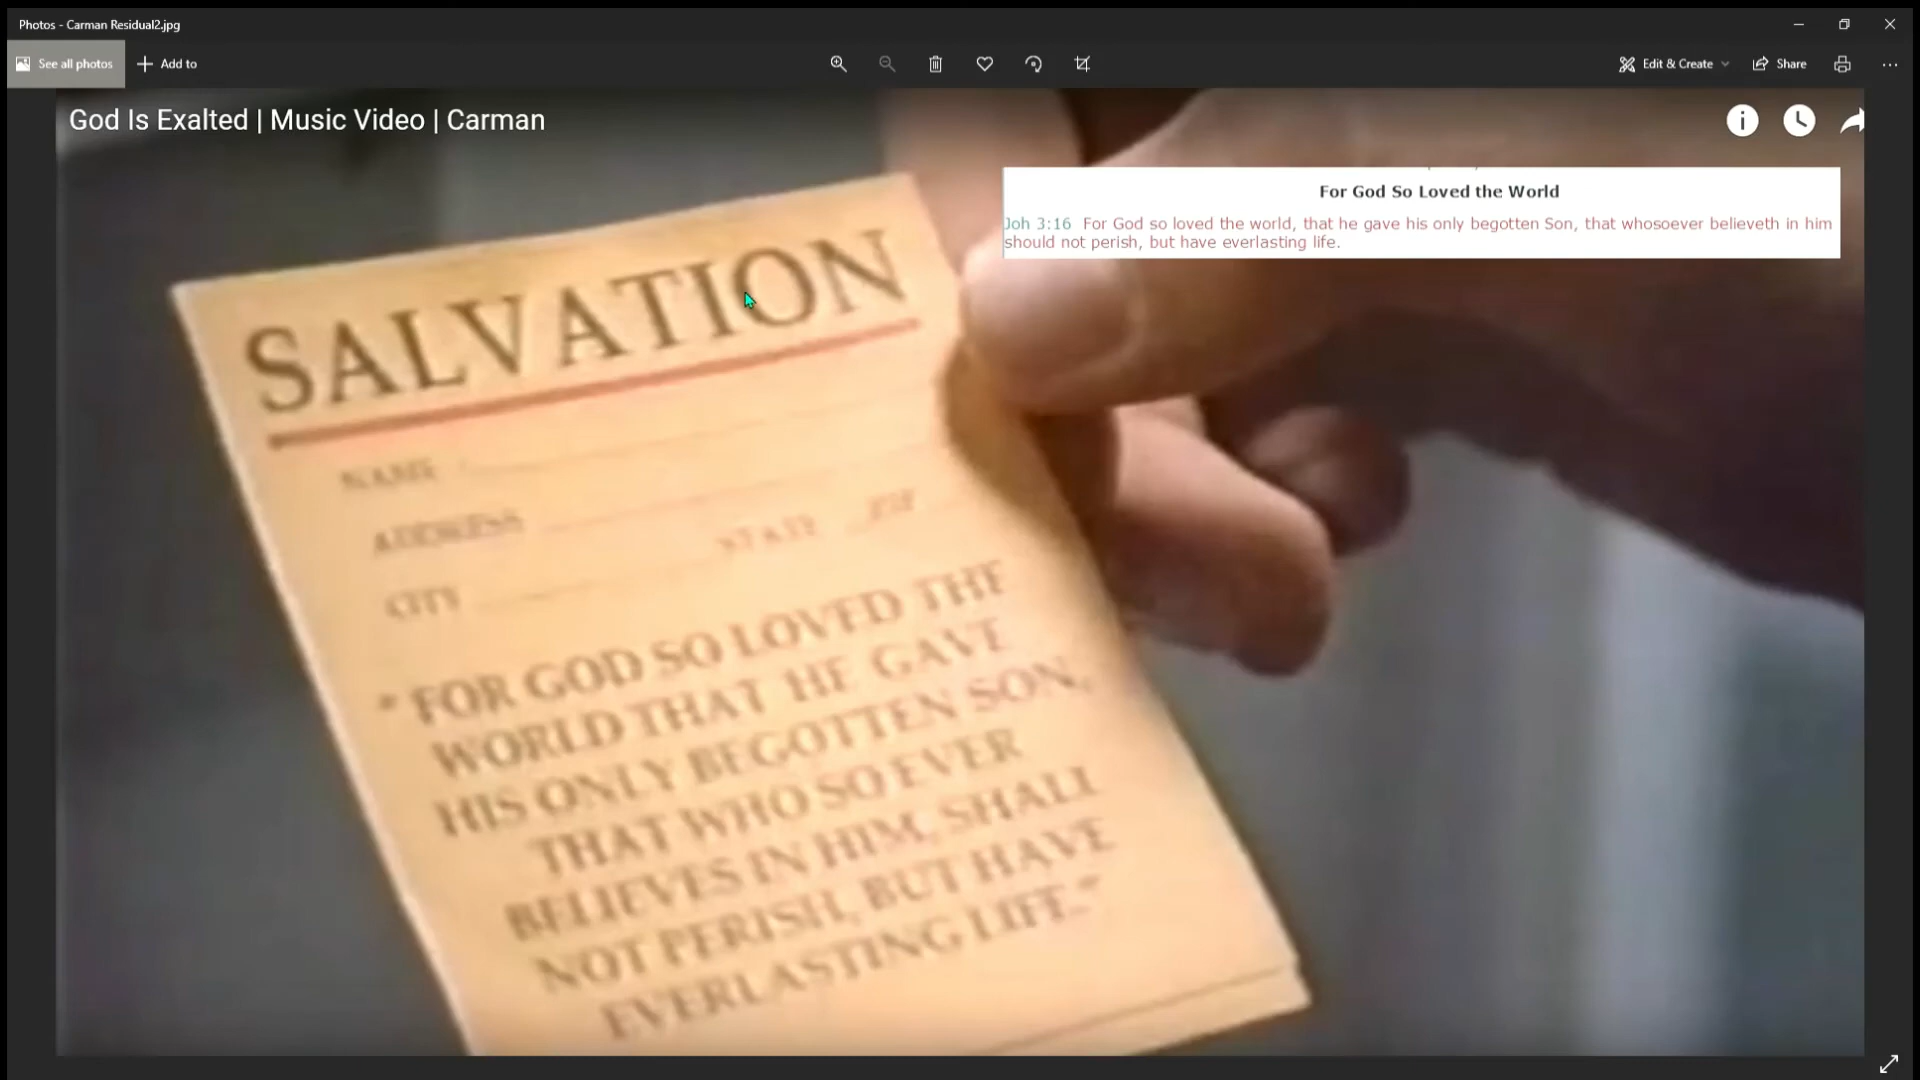 Photos - Carman Residual2.jpg
See all photos
Add to
Edit & Create
Share
God Is Exalted | Music Video | Carman
For God So Loved the World
Joh 3:16 For God so loved the world, that he gave his only begotten Son, that whosoever believeth in him
should not perish, but have everlasting life.
SALVATION
NAME
ADDRESS
CITY STATE ZIP
" FOR GOD SO LOVED THE
WORLD THAT HE GAVE
HIS ONLY BEGOTTEN SON,
THAT WHO SO EVER
BELIEVES IN HIM, SHALL
NOT PERISH, BUT HAVE
EVERLASTING LIFE."